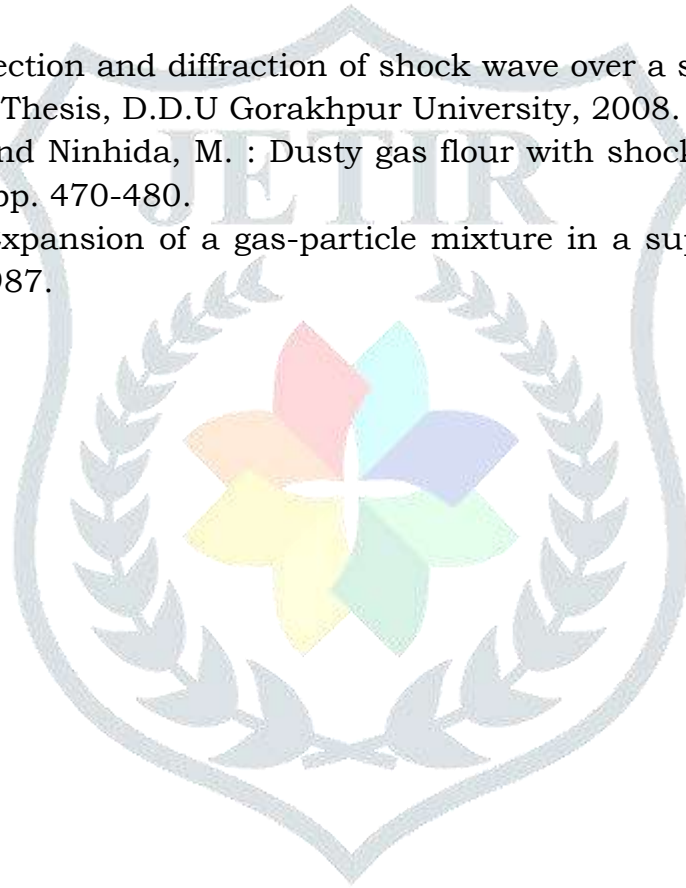 ection and diffraction of shock wave over a s
Thesis, D.D.U Gorakhpur University, 2008.
nd Ninhida, M. : Dusty gas flour with shock
pp. 470-480.
xpansion of a gas-particle mixture in a sup
987.
JETIR